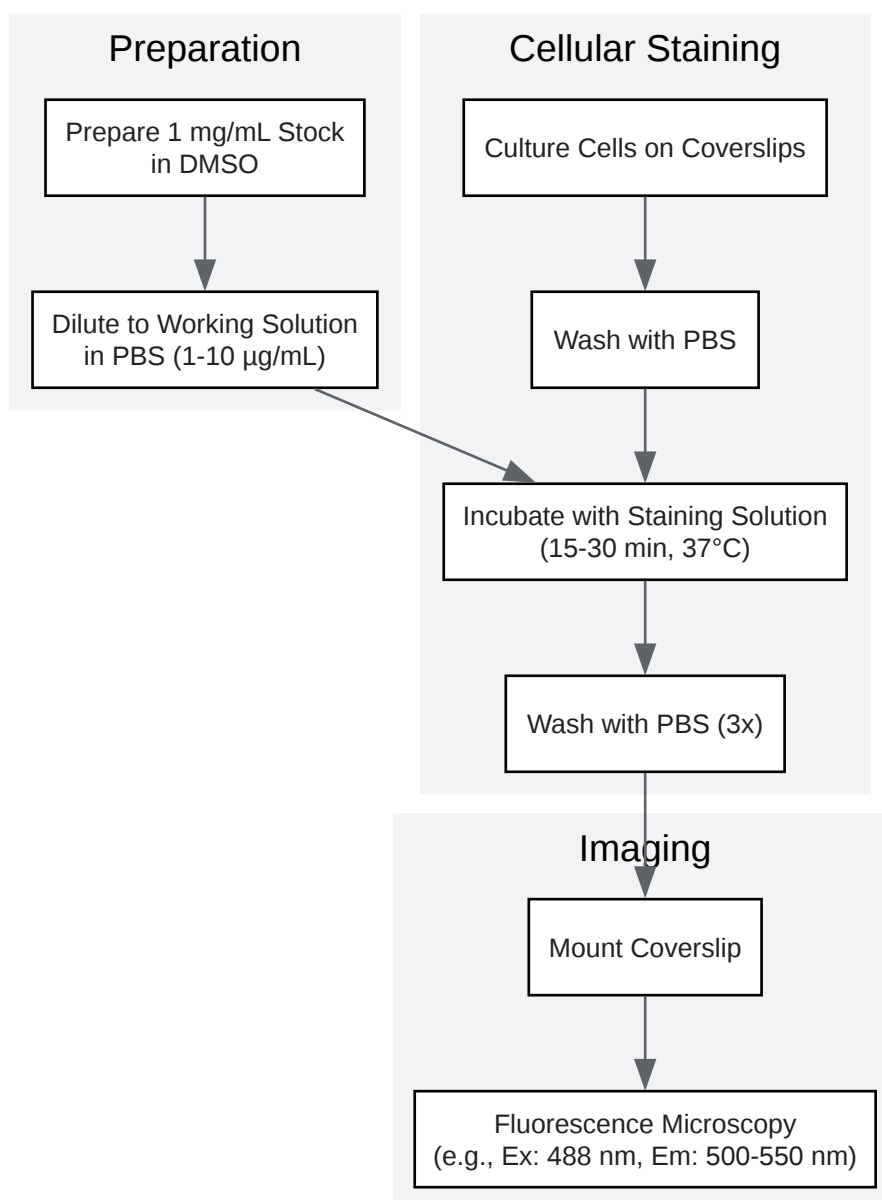 Preparation
Prepare 1 mg/mL Stock
in DMSO
Dilute to Working Solution
in PBS (1-10 µg/mL)
Cellular Staining
Culture Cells on Coverslips
Wash with PBS
Incubate with Staining Solution
(15-30 min, 37°C)
Wash with PBS (3x)
Imaging
Mount Coverslip
Fluorescence Microscopy
(e.g., Ex: 488 nm, Em: 500-550 nm)